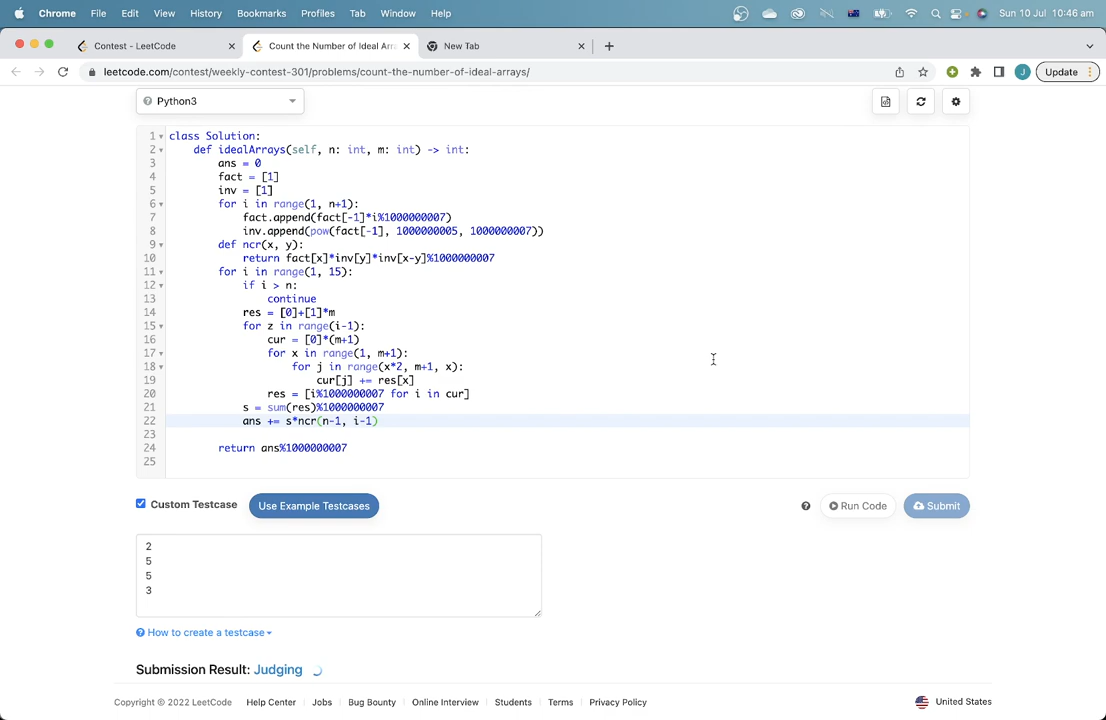 Chrome File Edit View History Bookmarks Profiles Tab Window Help Sun 10 Jul 10:46 am
Contest - LeetCode Count the Number of Ideal Arra New Tab
leetcode.com/contest/weekly-contest-301/problems/count-the-number-of-ideal-arrays/ J Update
Python3
1 class Solution:
2 def idealArrays(self, n: int, m: int) -> int:
3 ans = 0
4 fact = [1]
5 inv = [1]
6 for i in range(1, n+1):
7 fact.append(fact[-1]*i%1000000007)
8 inv.append(pow(fact[-1], 1000000005, 1000000007))
9 def ncr(x, y):
10 return fact[x]*inv[y]*inv[x-y]%1000000007
11 for i in range(1, 15):
12 if i > n:
13 continue
14 res = [0]+[1]*m
15 for z in range(i-1):
16 cur = [0]*(m+1)
17 for x in range(1, m+1):
18 for j in range(x*2, m+1, x):
19 cur[j] += res[x]
20 res = [i%1000000007 for i in cur]
21 s = sum(res)%1000000007
22 ans += s*ncr(n-1, i-1)
23
24 return ans%1000000007
25
Custom Testcase Use Example Testcases Run Code Submit
2
5
5
3
How to create a testcase
Submission Result: Judging
Copyright © 2022 LeetCode Help Center Jobs Bug Bounty Online Interview Students Terms Privacy Policy United States